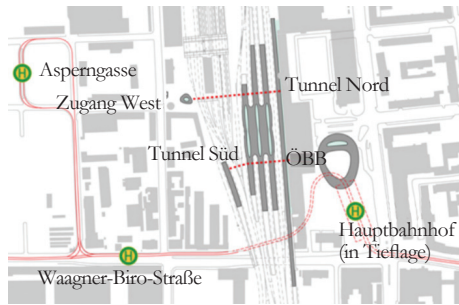 H Asperngasse
Zugang West
Tunnel Nord
Tunnel Süd
ÖBB
H
Hauptbahnhof
(in Tieflage)
H
Waagner-Biro-Straße